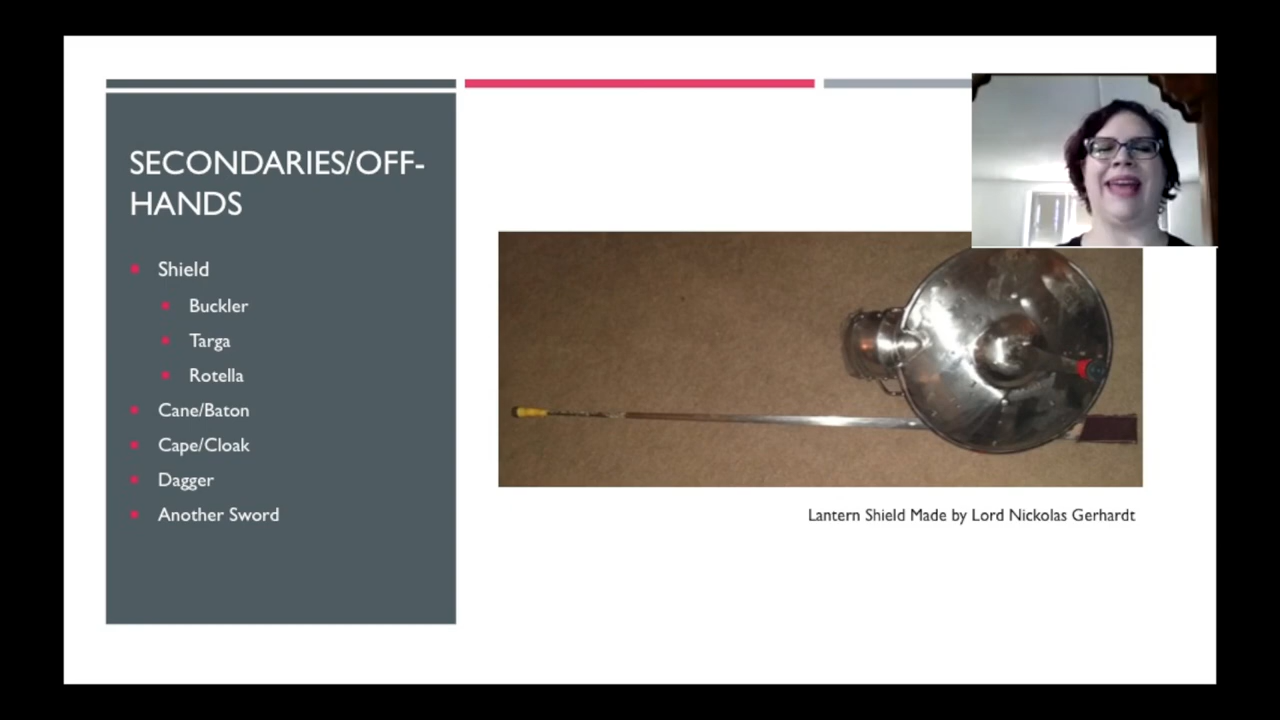 SECONDARIES/OFF-
HANDS
Shield
Buckler
Targa
Rotella
Cane/Baton
Cape/Cloak
Dagger
Another Sword
Lantern Shield Made by Lord Nickolas Gerhardt